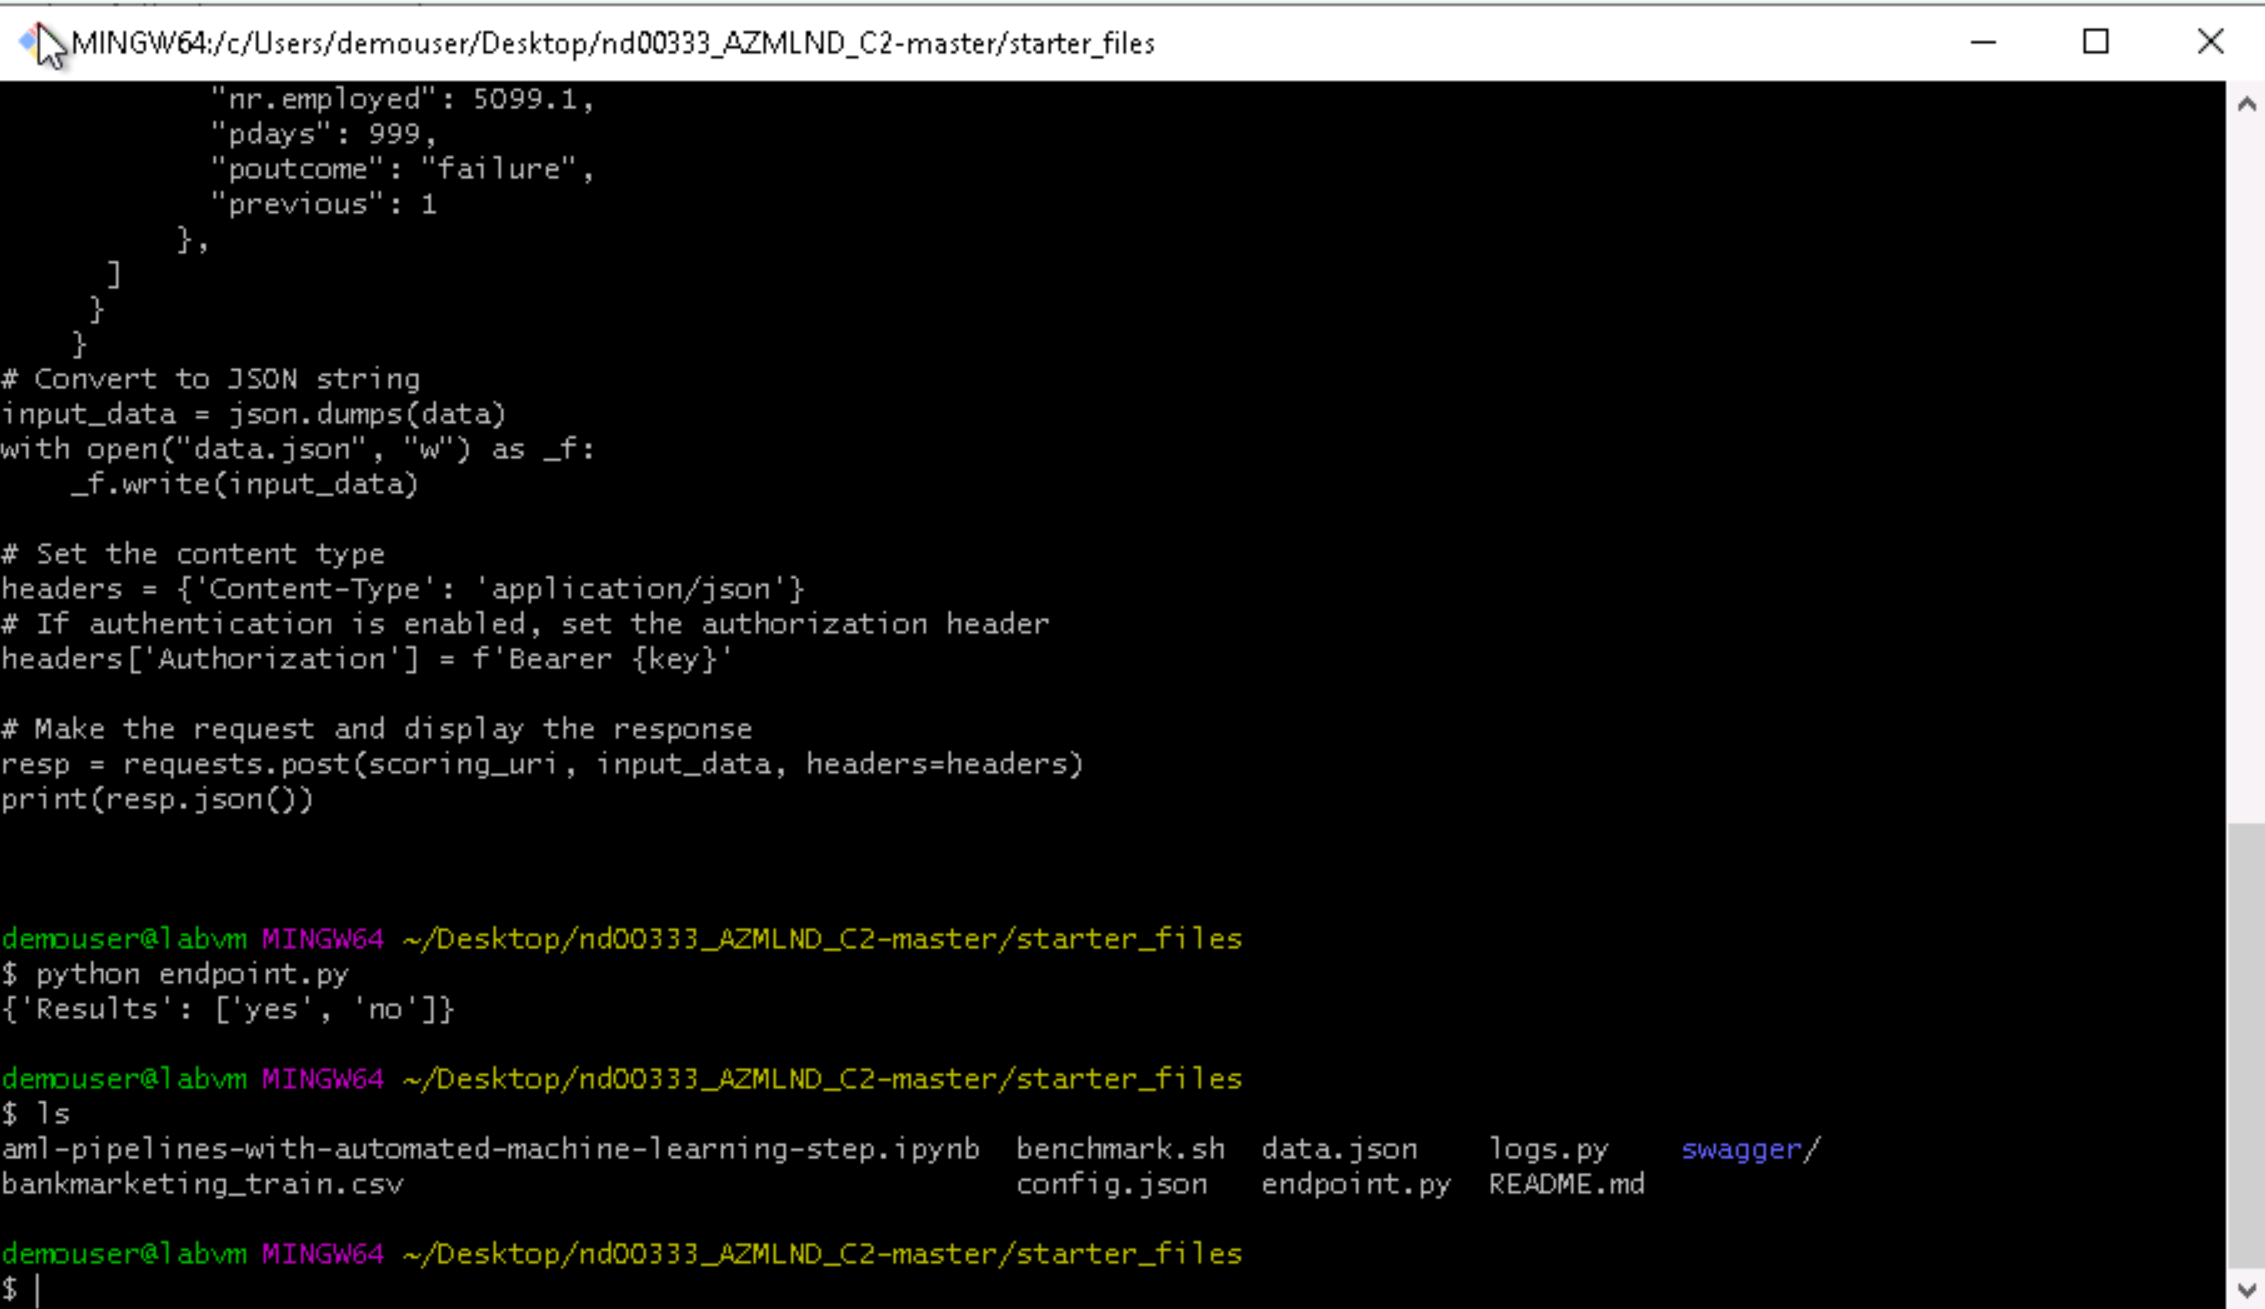 MINGW64:/c/Users/demouser/Desktop/nd00333_AZMLND_C2-master/starter_files
"nr.employed": 5099.1,
"pdays": 999,
"poutcome": "failure",
"previous": 1
},
]
}
}
# Convert to JSON string
input_data = json.dumps(data)
with open("data.json", "w") as _f:
_f.write(input_data)
# Set the content type
headers = {'Content-Type': 'application/json'}
# If authentication is enabled, set the authorization header
headers['Authorization'] = f'Bearer {key}'
# Make the request and display the response
resp = requests.post(scoring_uri, input_data, headers=headers)
print(resp.json())
demouser@labvm MINGW64 ~/Desktop/nd00333_AZMLND_C2-master/starter_files
$ python endpoint.py
{'Results': ['yes', 'no']}
demouser@labvm MINGW64 ~/Desktop/nd00333_AZMLND_C2-master/starter_files
$ ls
aml-pipelines-with-automated-machine-learning-step.ipynb benchmark.sh data.json logs.py swagger/
bankmarketing_train.csv config.json endpoint.py README.md
demouser@labvm MINGW64 ~/Desktop/nd00333_AZMLND_C2-master/starter_files
$